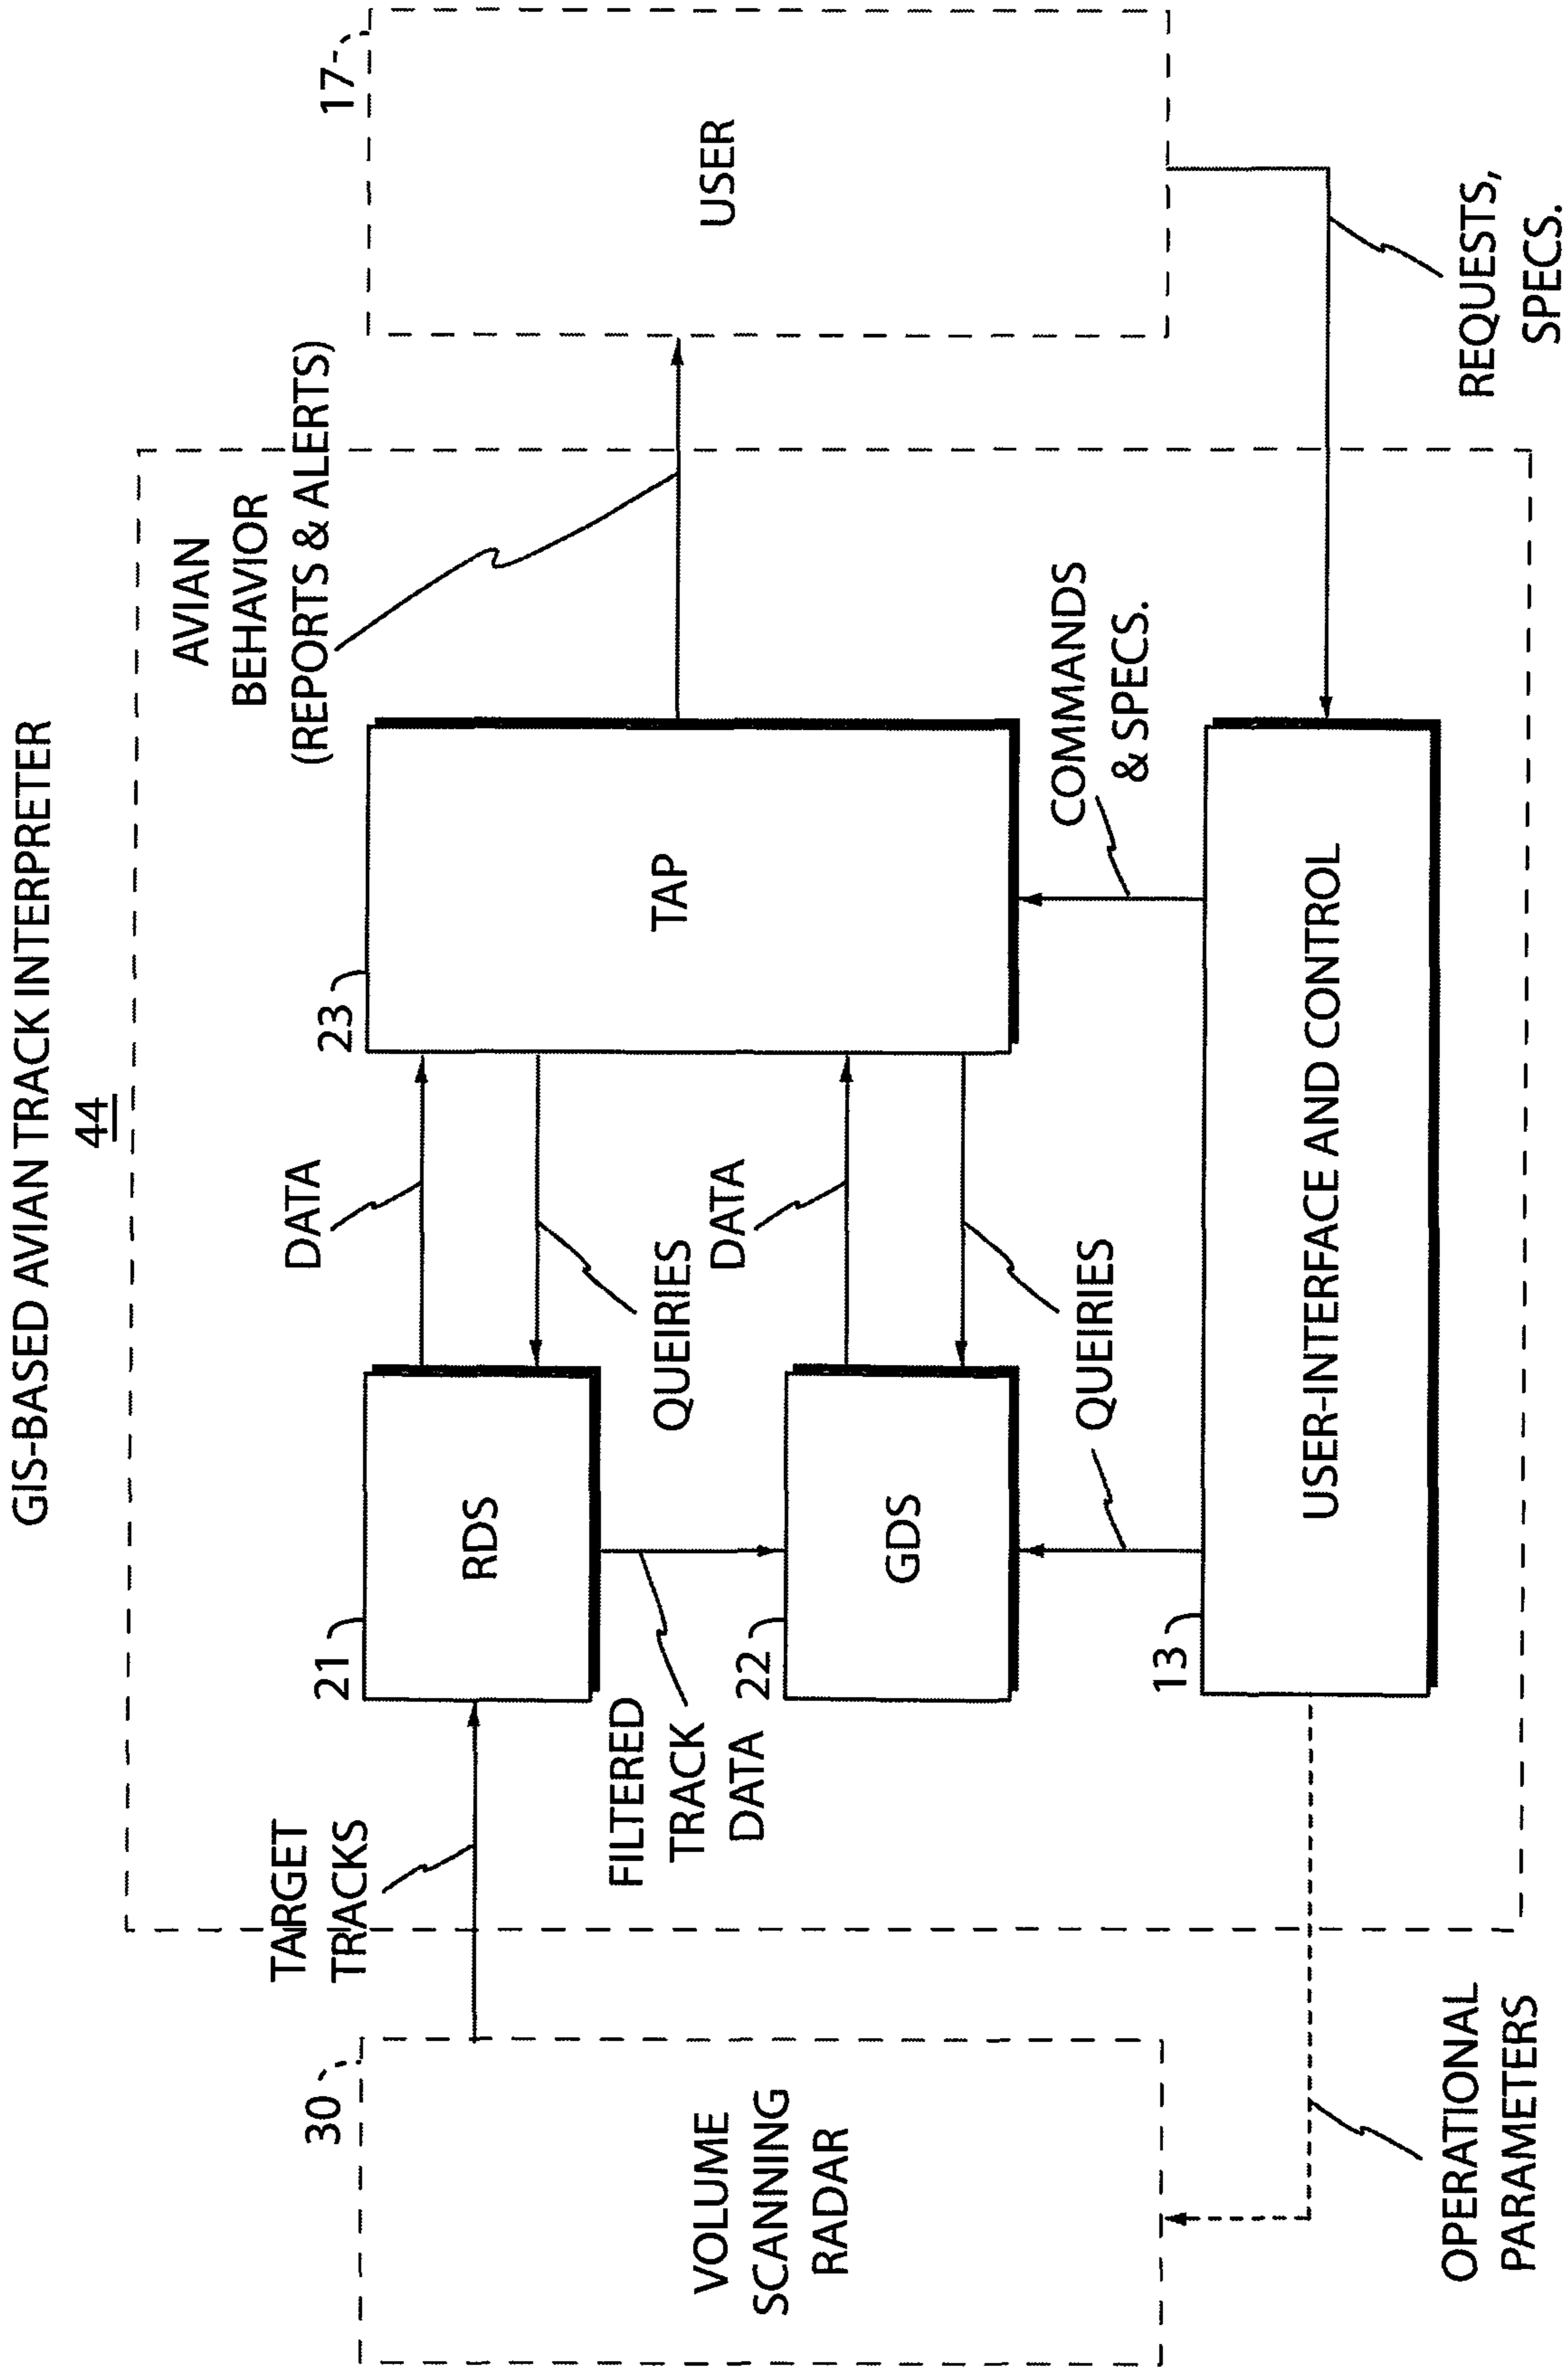 GIS-BASED AVIAN TRACK INTERPRETER
44
30
VOLUME
SCANNING
RADAR
TARGET
TRACKS
21
RDS
DATA
QUEIRIES
FILTERED
TRACK
DATA
22
GDS
DATA
QUEIRIES
23
TAP
AVIAN
BEHAVIOR
(REPORTS & ALERTS)
17
USER
COMMANDS
& SPECS.
13
USER-INTERFACE AND CONTROL
REQUESTS,
SPECS.
OPERATIONAL
PARAMETERS